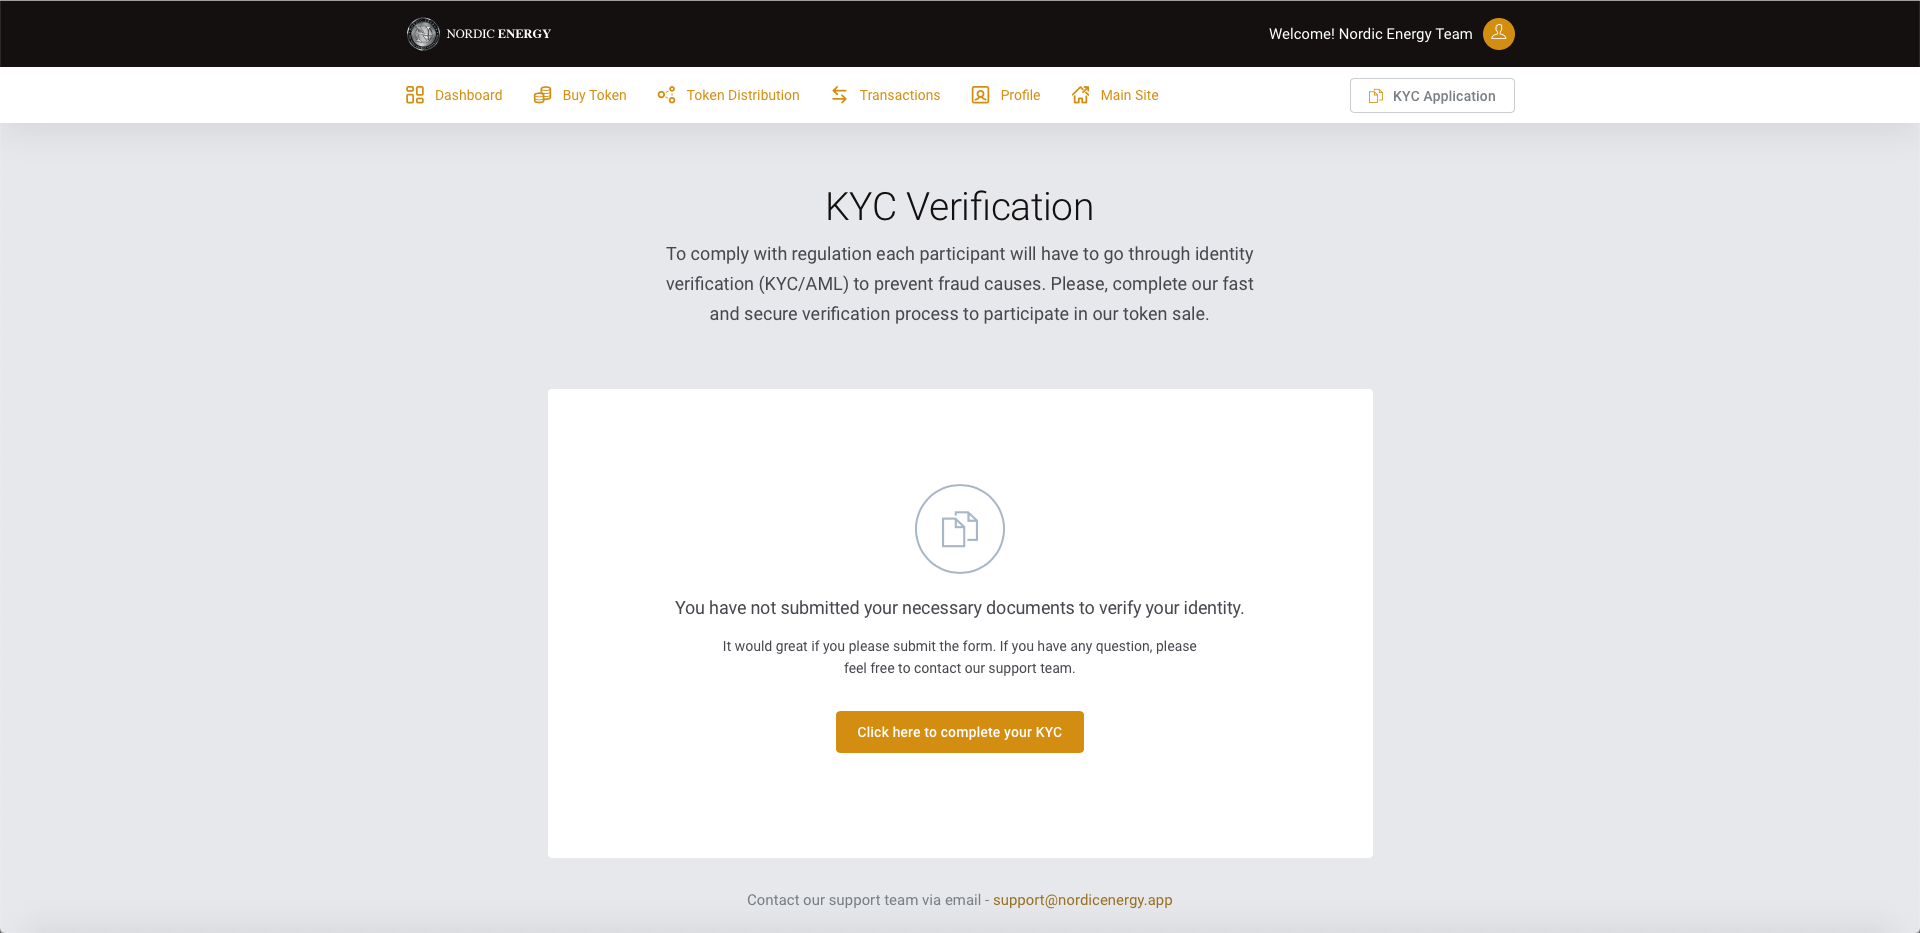 NORDIC ENERGY
Welcome! Nordic Energy Team
Dashboard
Buy Token
Token Distribution
Transactions
Profile
Main Site
KYC Application
KYC Verification
To comply with regulation each participant will have to go through identity
verification (KYC/AML) to prevent fraud causes. Please, complete our fast
and secure verification process to participate in our token sale.
You have not submitted your necessary documents to verify your identity.
It would great if you please submit the form. If you have any question, please
feel free to contact our support team.
Click here to complete your KYC
Contact our support team via email - support@nordicenergy.app